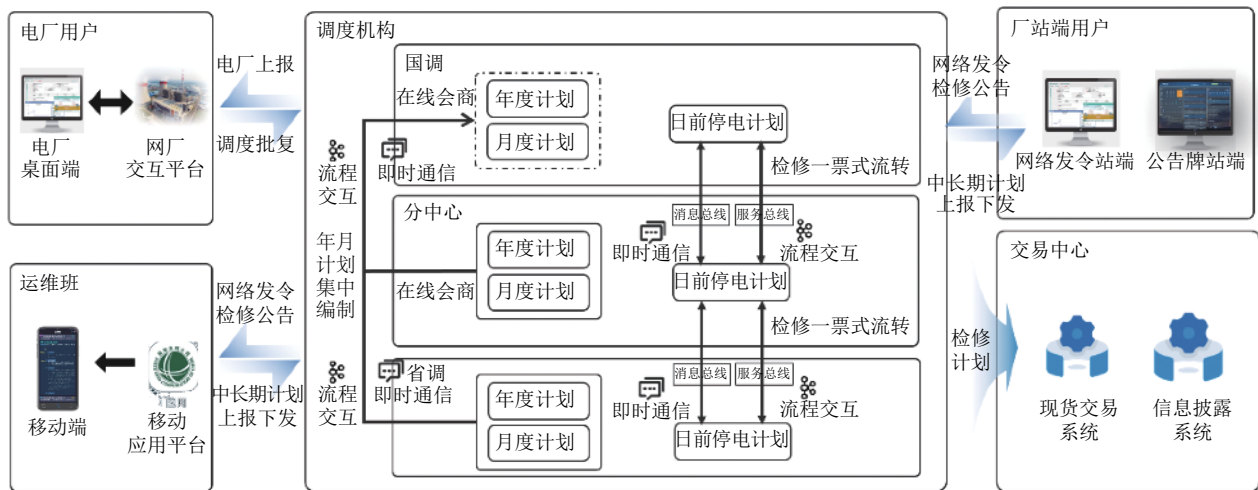 电厂用户
电厂
桌面端
网厂
交互平台
电厂上报
调度批复
运维班
移动端
移动
应用平台
网络发令
检修公告
中长期计划
上报下发
调度机构
流程
交互
年月
计划
集中
编制
流程
交互
国调
在线会商
年度计划
月度计划
即时通信
日前停电计划
检修一票式流转
分中心
消息总线
服务总线
年度计划
即时通信
流程交互
在线会商
月度计划
日前停电计划
检修一票式流转
省调
即时通信
消息总线
服务总线
年度计划
即时通信
流程交互
月度计划
日前停电计划
网络发令
检修公告
中长期计划
上报下发
厂站端用户
网络发令站端
公告牌站端
检修
计划
交易中心
现货交易
系统
信息披露
系统